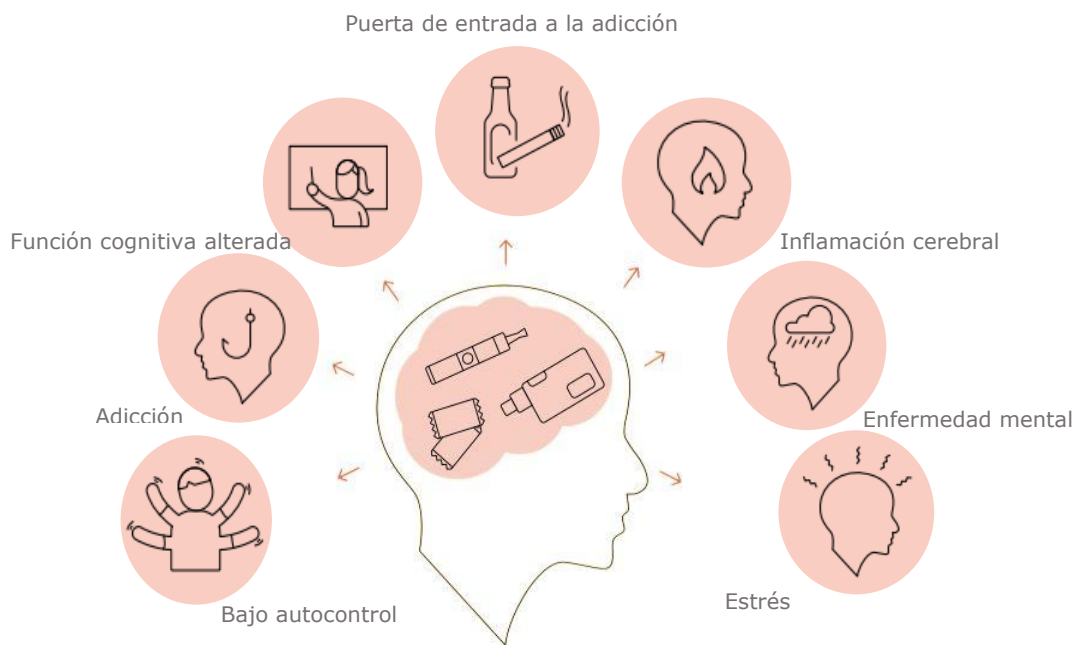 Puerta de entrada a la adicción
Función cognitiva alterada
Inflamación cerebral
Adicción
Enfermedad mental
Bajo autocontrol
Estrés